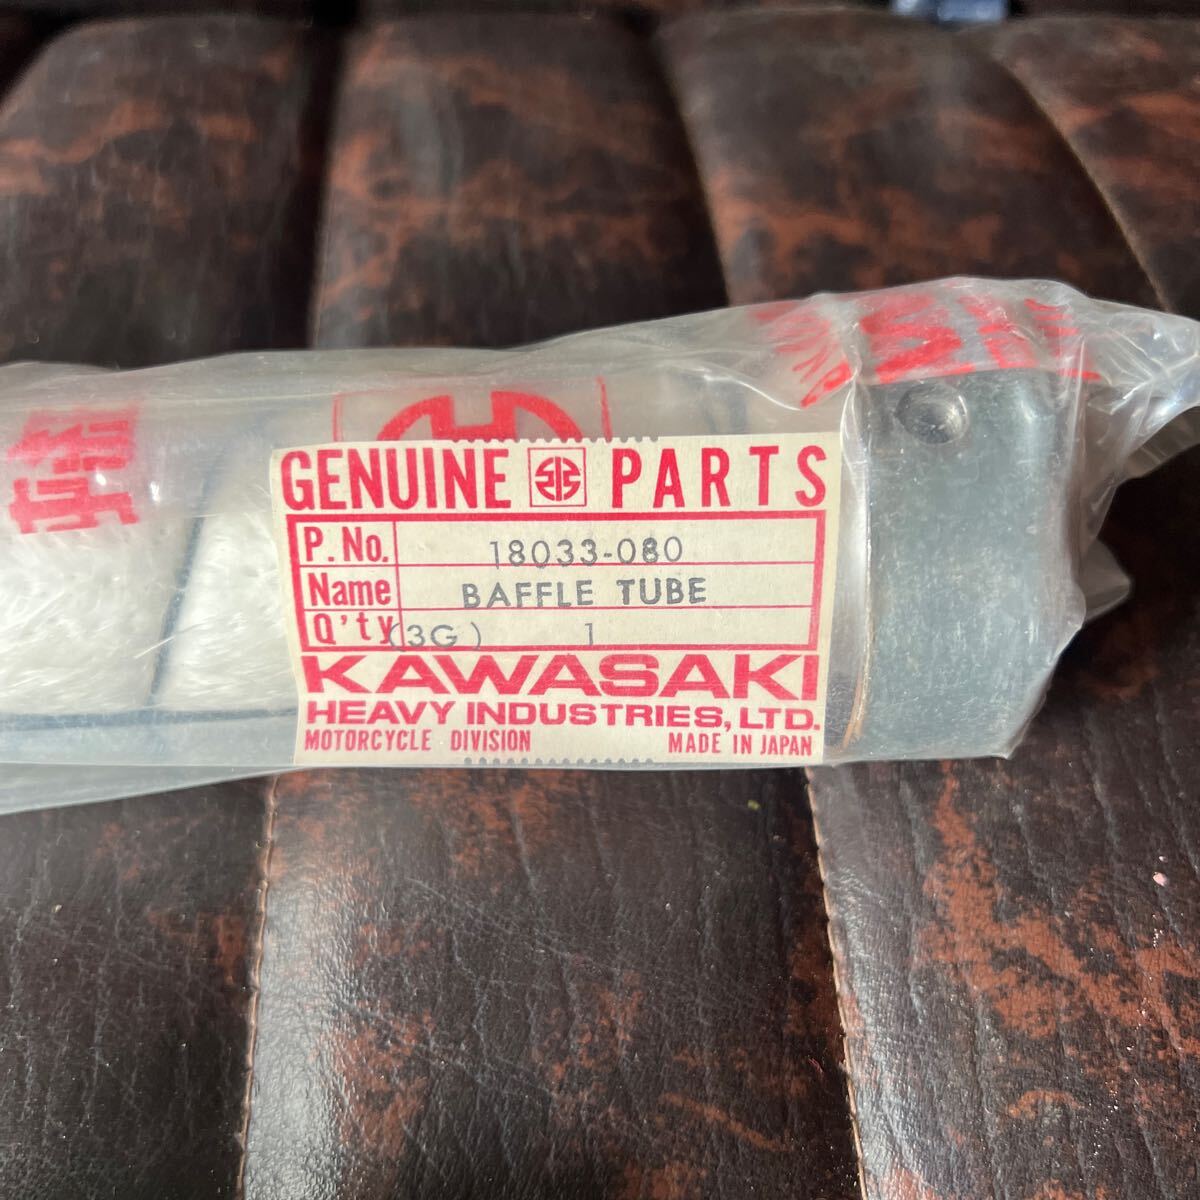 GENUINE PARTS
P.No. 18033-080
Name BAFFLE TUBE
Q'ty (3G) 1
KAWASAKI
HEAVY INDUSTRIES, LTD.
MOTORCYCLE DIVISION MADE IN JAPAN